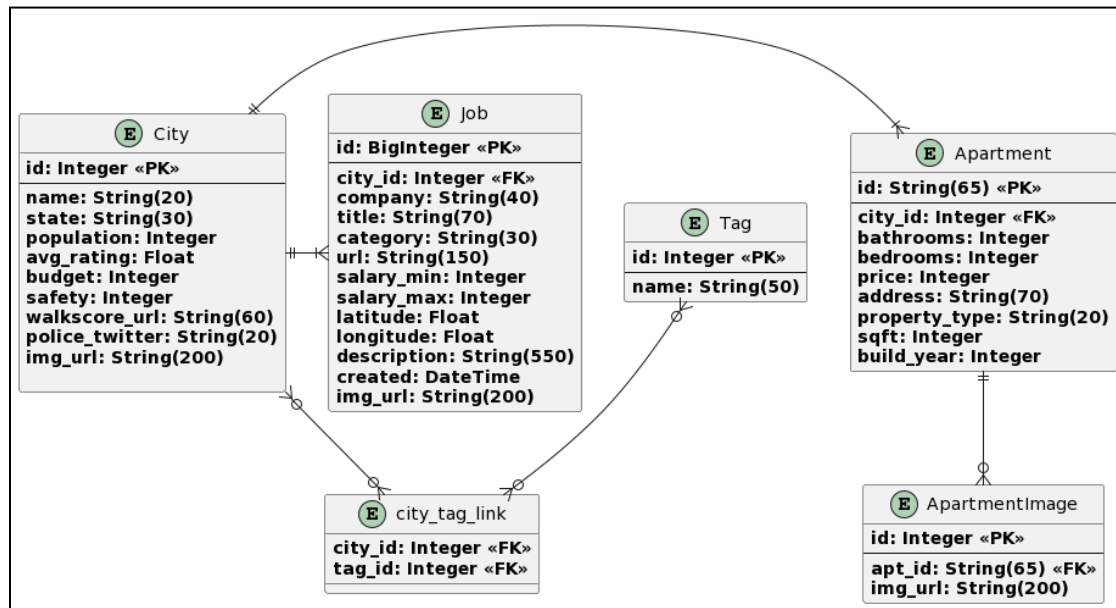 E City
id: Integer «PK»
name: String(20)
state: String(30)
population: Integer
avg_rating: Float
budget: Integer
safety: Integer
walkscore_url: String(60)
police_twitter: String(20)
img_url: String(200)
E Job
id: BigInteger «PK»
city_id: Integer «FK»
company: String(40)
title: String(70)
category: String(30)
url: String(150)
salary_min: Integer
salary_max: Integer
latitude: Float
longitude: Float
description: String(550)
created: DateTime
img_url: String(200)
E Tag
id: Integer «PK»
name: String(50)
E Apartment
id: String(65) «PK»
city_id: Integer «FK»
bathrooms: Integer
bedrooms: Integer
price: Integer
address: String(70)
property_type: String(20)
sqft: Integer
build_year: Integer
E city_tag_link
city_id: Integer «FK»
tag_id: Integer «FK»
E ApartmentImage
id: Integer «PK»
apt_id: String(65) «FK»
img_url: String(200)